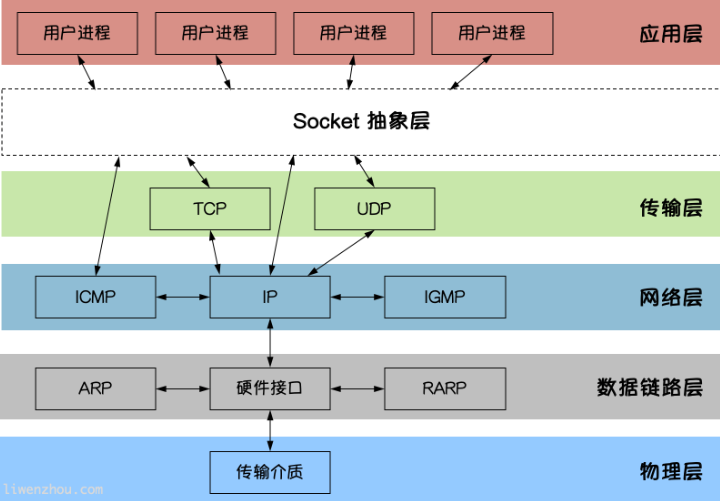 用户进程 用户进程 用户进程 用户进程 应用层
Socket 抽象层
TCP UDP 传输层
ICMP IP IGMP 网络层
ARP 硬件接口 RARP 数据链路层
传输介质 物理层
liwenzhou.com